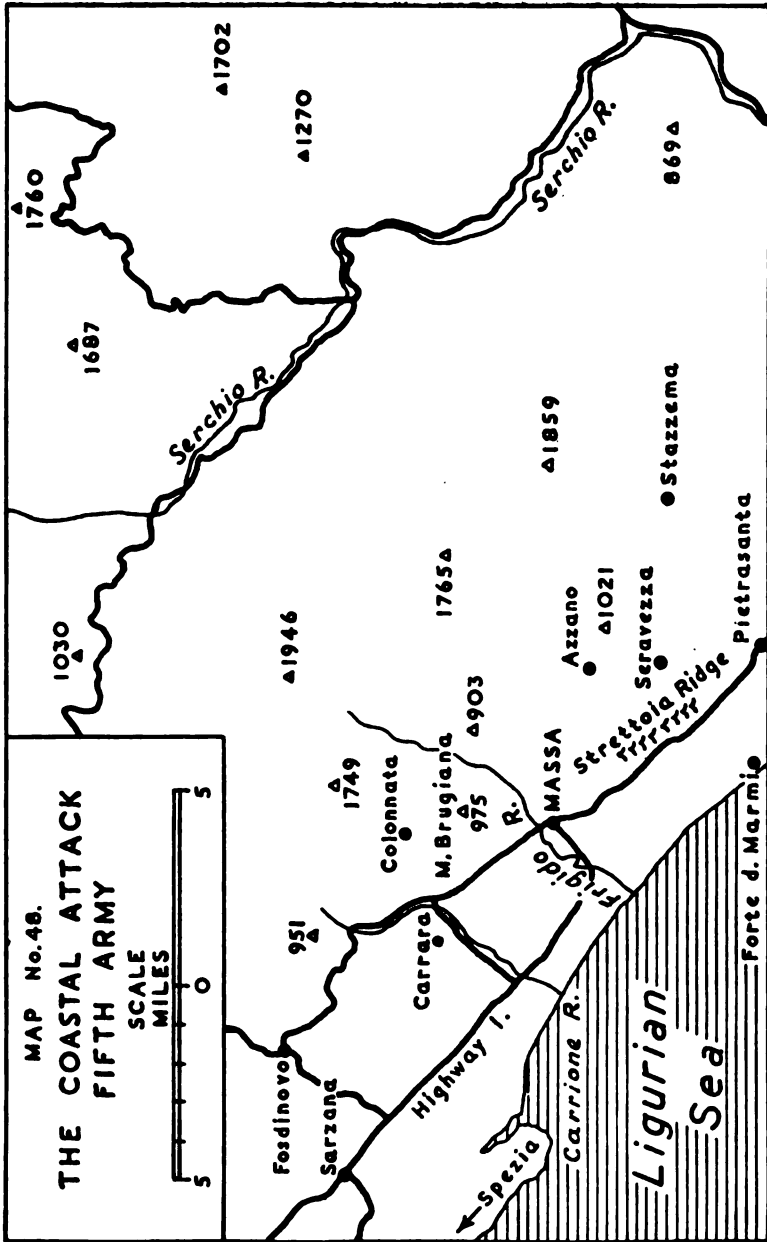 MAP No. 48.
THE COASTAL ATTACK
FIFTH ARMY
SCALE
MILES
5 0 5
1760
1702
1687
1270
1030
Serchio R.
Serchio R.
869
1946
1859
1765
1749
Colonnata
M. Brugiana
975
903
951
Carrara
Fosdinovo
Sarzana
Highway 1.
Frigido R.
MASSA
Azzano
1021
Stazzema
Seravezza
Strettoia Ridge
Pietrasanta
Spezia
Carrione R.
Ligurian
Sea
Forte d. Marmi